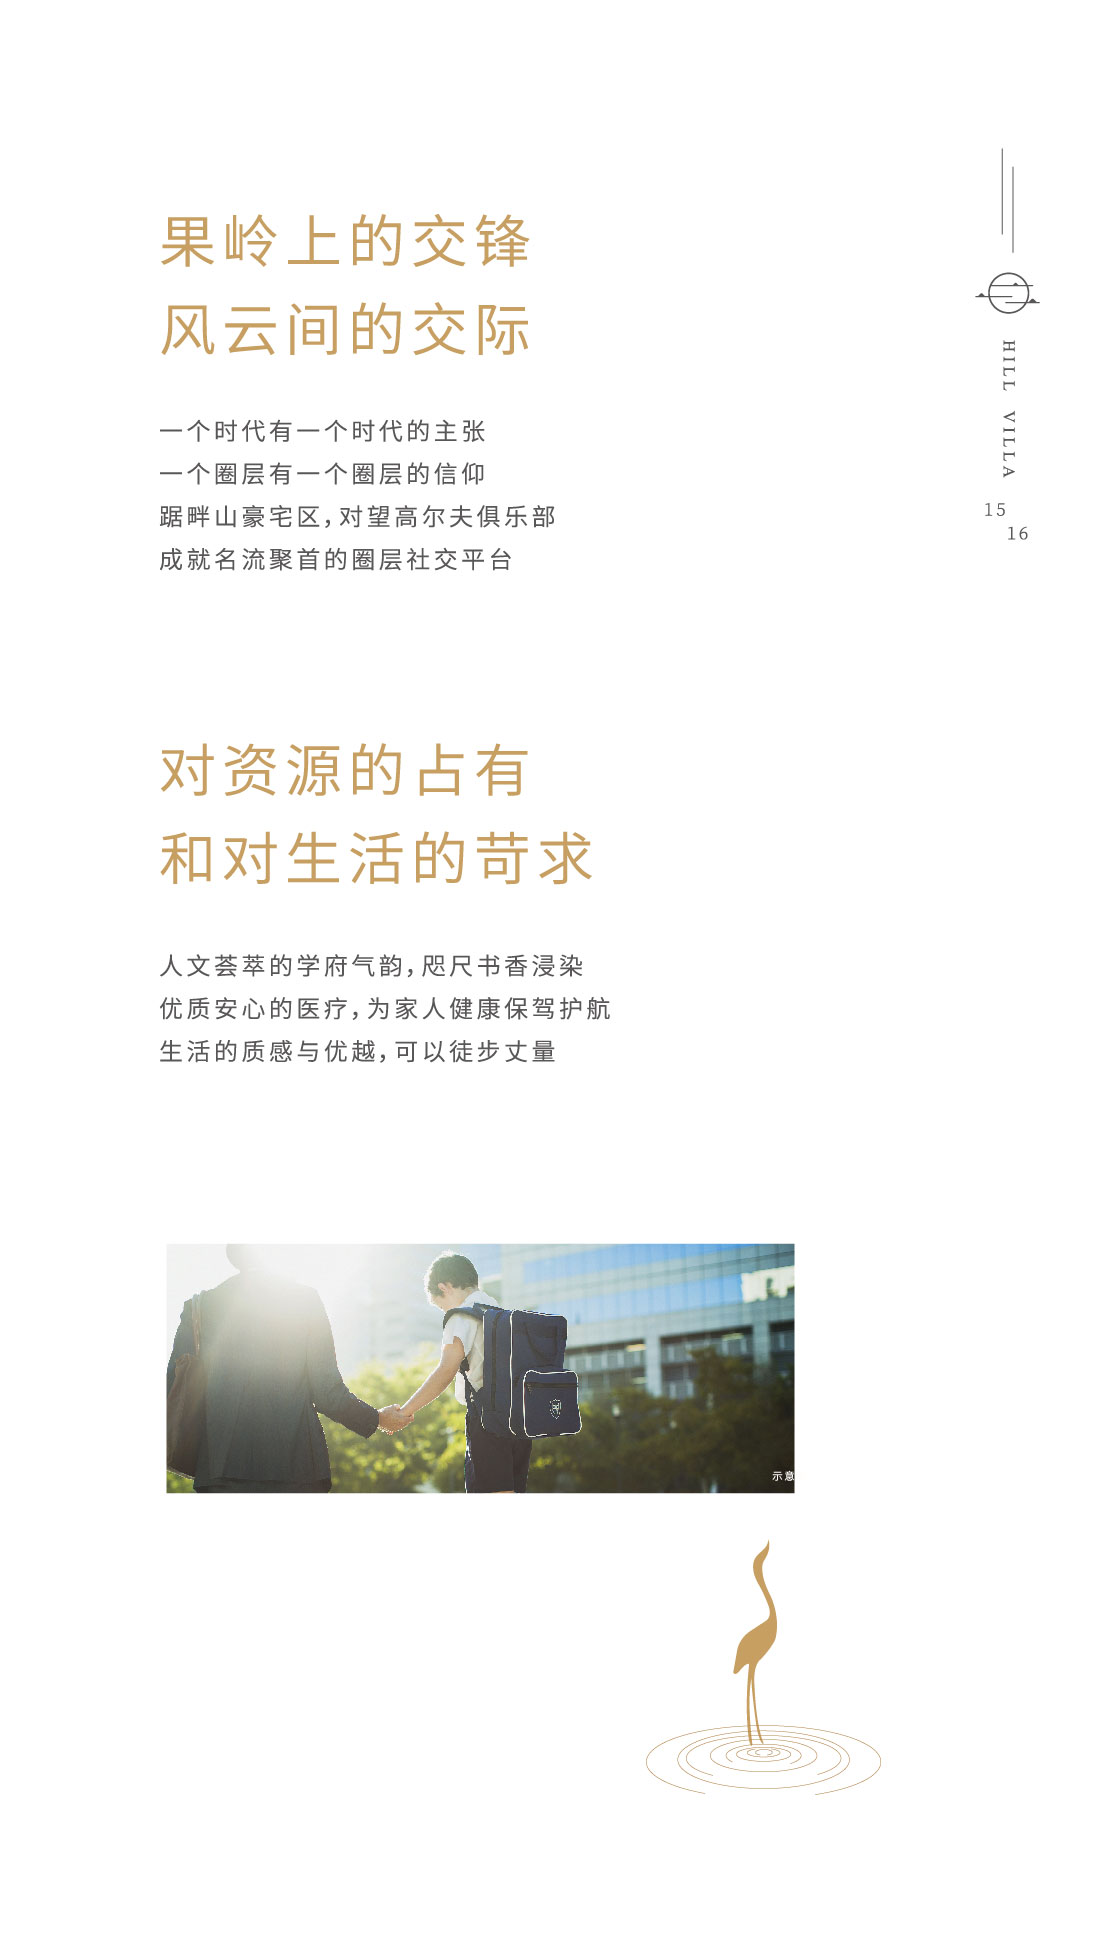 果岭上的交锋
风云间的交际
一个时代有一个时代的主张
一个圈层有一个圈层的信仰
踞畔山豪宅区,对望高尔夫俱乐部
成就名流聚首的圈层社交平台
HILL VILLA
15
16
对资源的占有
和对生活的苛求
人文荟萃的学府气韵,咫尺书香浸染
优质安心的医疗,为家人健康保驾护航
生活的质感与优越,可以徒步丈量
示意